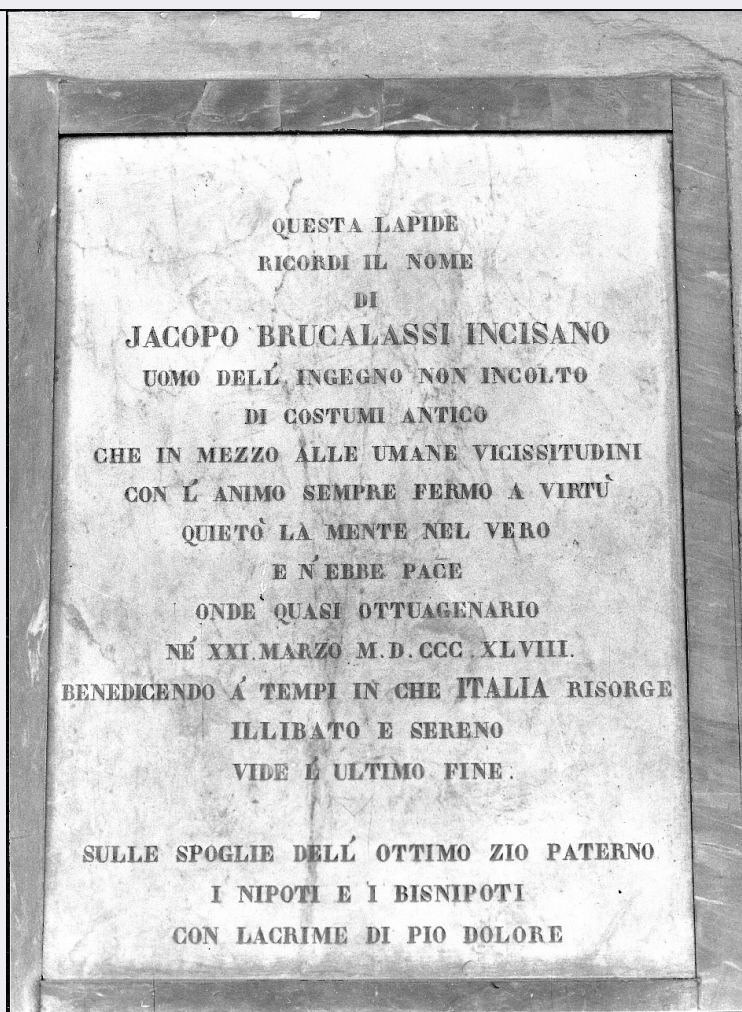 QUESTA LAPIDE
RICORDI IL NOME
DI
JACOPO BRUCALASSI INCISANO
UOMO DELL' INGEGNO NON INCOLTO
DI COSTUMI ANTICO
CHE IN MEZZO ALLE UMANE VICISSITUDINI
CON L' ANIMO SEMPRE FERMO A VIRTÙ
QUIETÒ LA MENTE NEL VERO
E N'EBBE PACE
ONDE QUASI OTTUAGENARIO
NE' XXI.MARZO M.D.CCC.XLVIII.
BENEDICENDO A' TEMPI IN CHE ITALIA RISORGE
ILLIBATO E SERENO
VIDE L' ULTIMO FINE.
SULLE SPOGLIE DELL' OTTIMO ZIO PATERNO
I NIPOTI E I BISNIPOTI
CON LACRIME DI PIO DOLORE